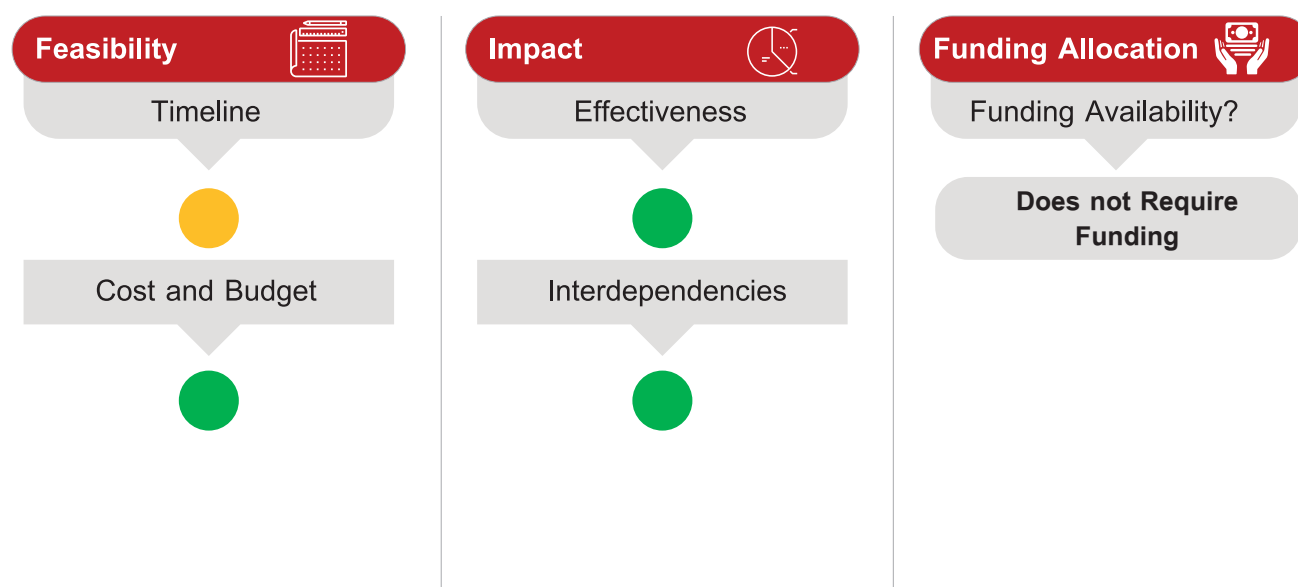 Feasibility
Timeline
Cost and Budget
Impact
Effectiveness
Interdependencies
Funding Allocation
Funding Availability?
Does not Require
Funding